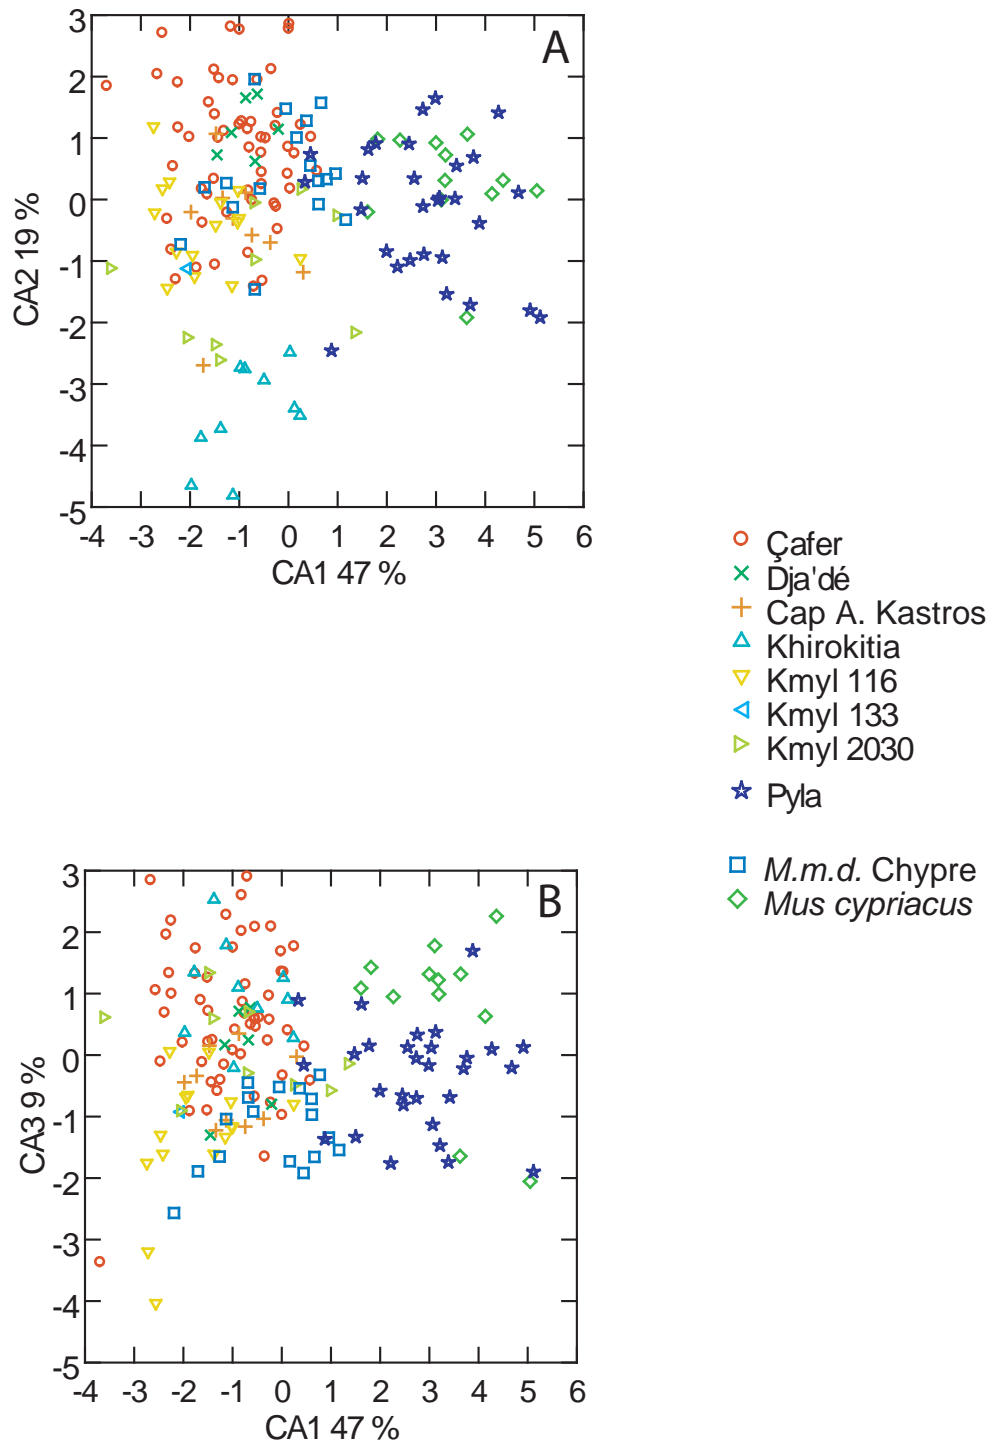 A
3
2
1
0
-1
-2
-3
-4
-5
CA2 19 %
-4 -3 -2 -1 0 1 2 3 4 5 6
CA1 47 %
Çafer
Dja'dé
Cap A. Kastros
Khirokitia
Kmyl 116
Kmyl 133
Kmyl 2030
Pyla
M.m.d. Chypre
Mus cypriacus
B
3
2
1
0
-1
-2
-3
-4
-5
CA3 9 %
-4 -3 -2 -1 0 1 2 3 4 5 6
CA1 47 %